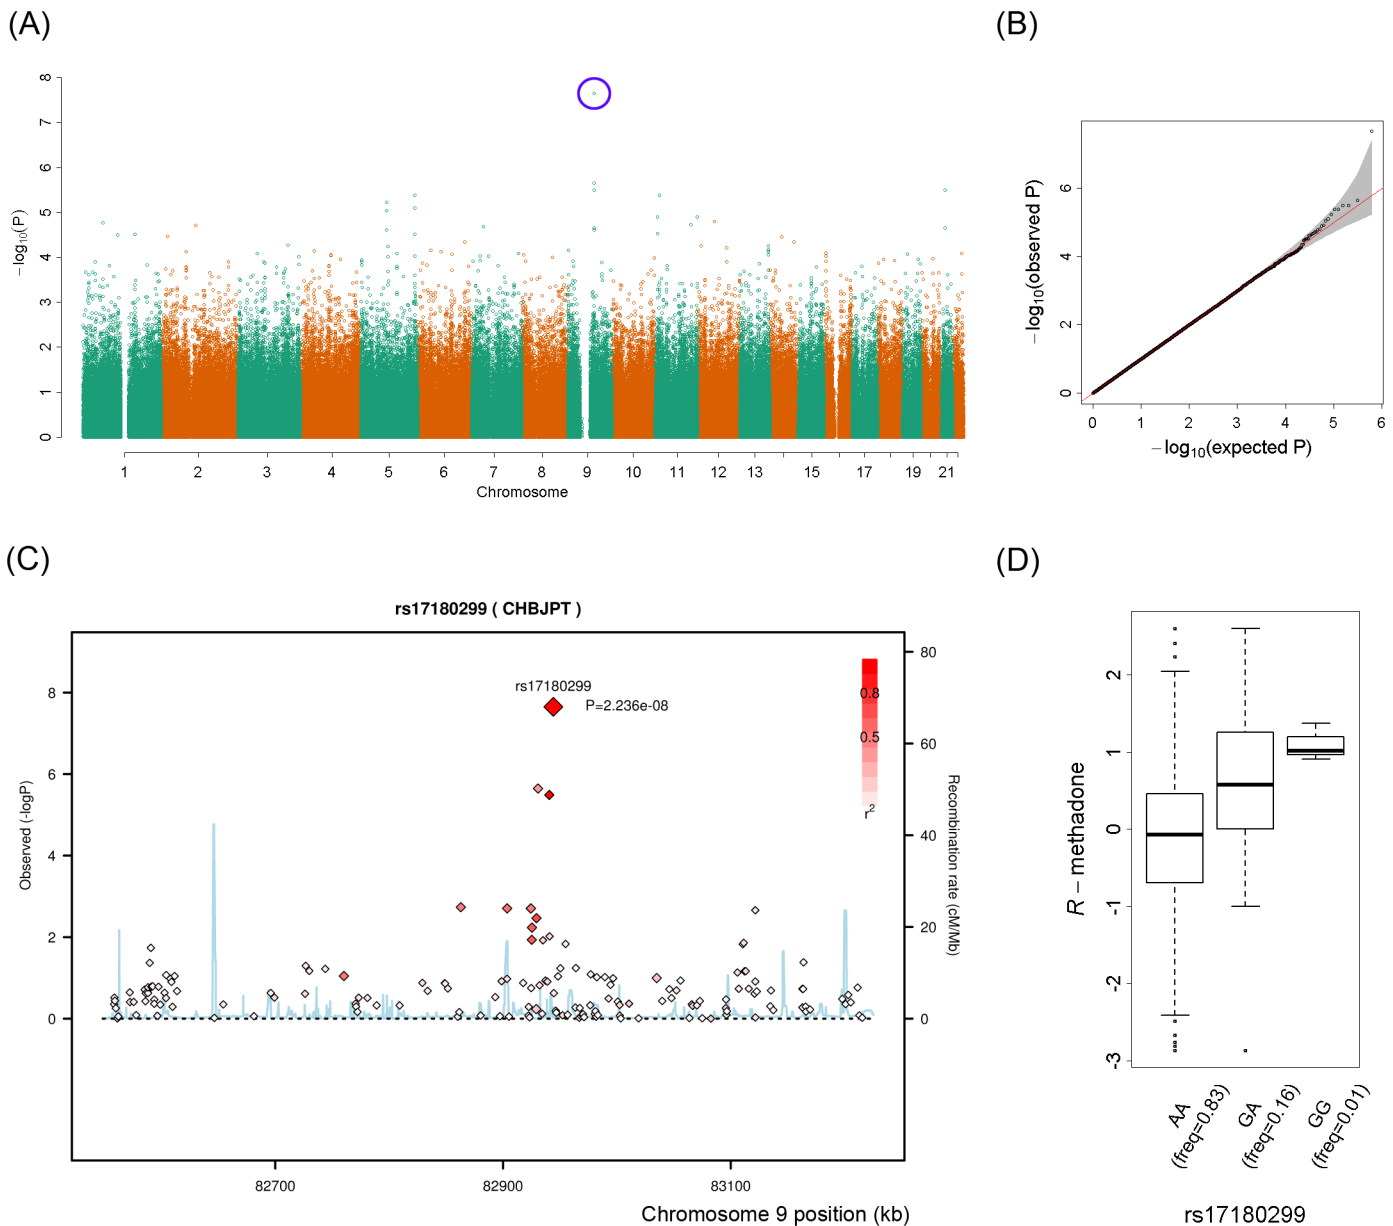 (A)
8
7
6
5
4
3
2
1
0
−log10(P)
1 2 3 4 5 6 7 8 9 10 11 12 13 15 17 19 21
Chromosome
(B)
6
4
2
0
−log10(observed P)
0 1 2 3 4 5 6
−log10(expected P)
(C)
rs17180299 ( CHBJPT )
rs17180299
P=2.236e-08
8
6
4
2
0
Observed (-logP)
80
60
40
20
0
Recombination rate (cM/Mb)
0.8
0.5
r2
82700 82900 83100
Chromosome 9 position (kb)
(D)
2
1
0
-1
-2
-3
R − methadone
AA
(freq=0.83)
GA
(freq=0.16)
GG
(freq=0.01)
rs17180299